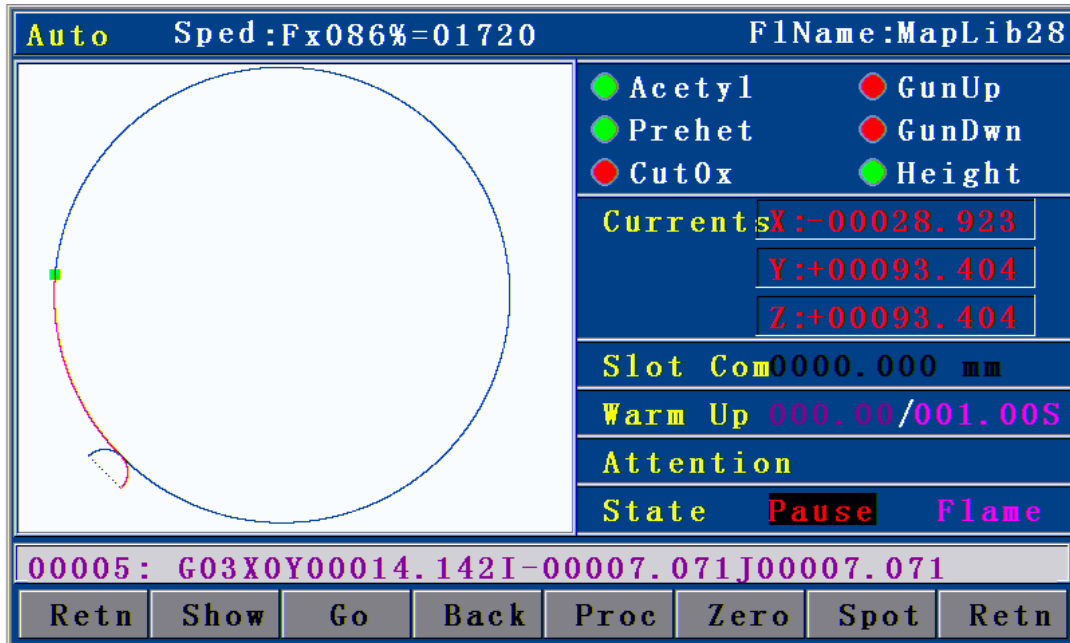 Auto Sped:Fx086%=01720 FlName:MapLib28
Acetyl GunUp
Prehet GunDwn
CutOx Height
Currents X:-00028.923
Y:+00093.404
Z:+00093.404
Slot Com 0000.000 mm
Warm Up 000.00/001.00S
Attention
State Pause Flame
00005: G03X0Y00014.142I-00007.071J00007.071
Retn Show Go Back Proc Zero Spot Retn